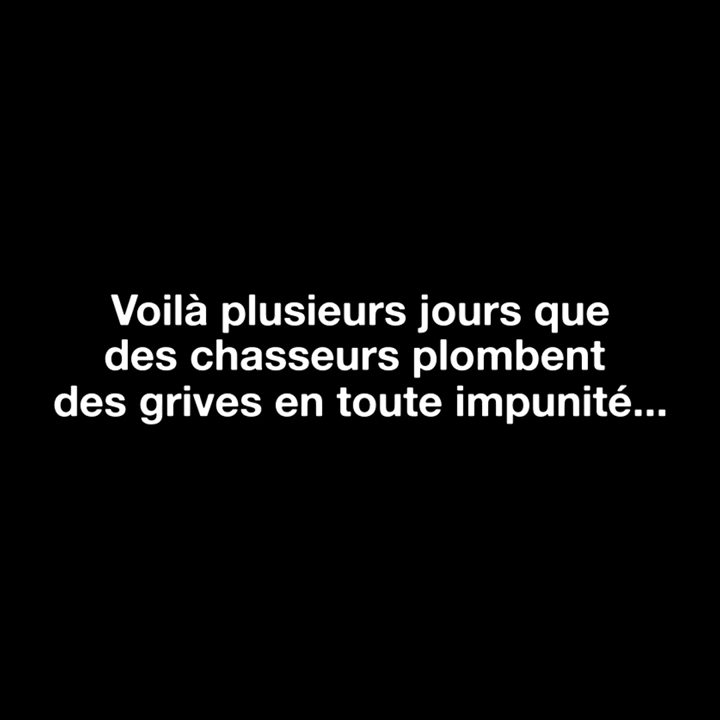 Voilà plusieurs jours que
des chasseurs plombent
des grives en toute impunité...